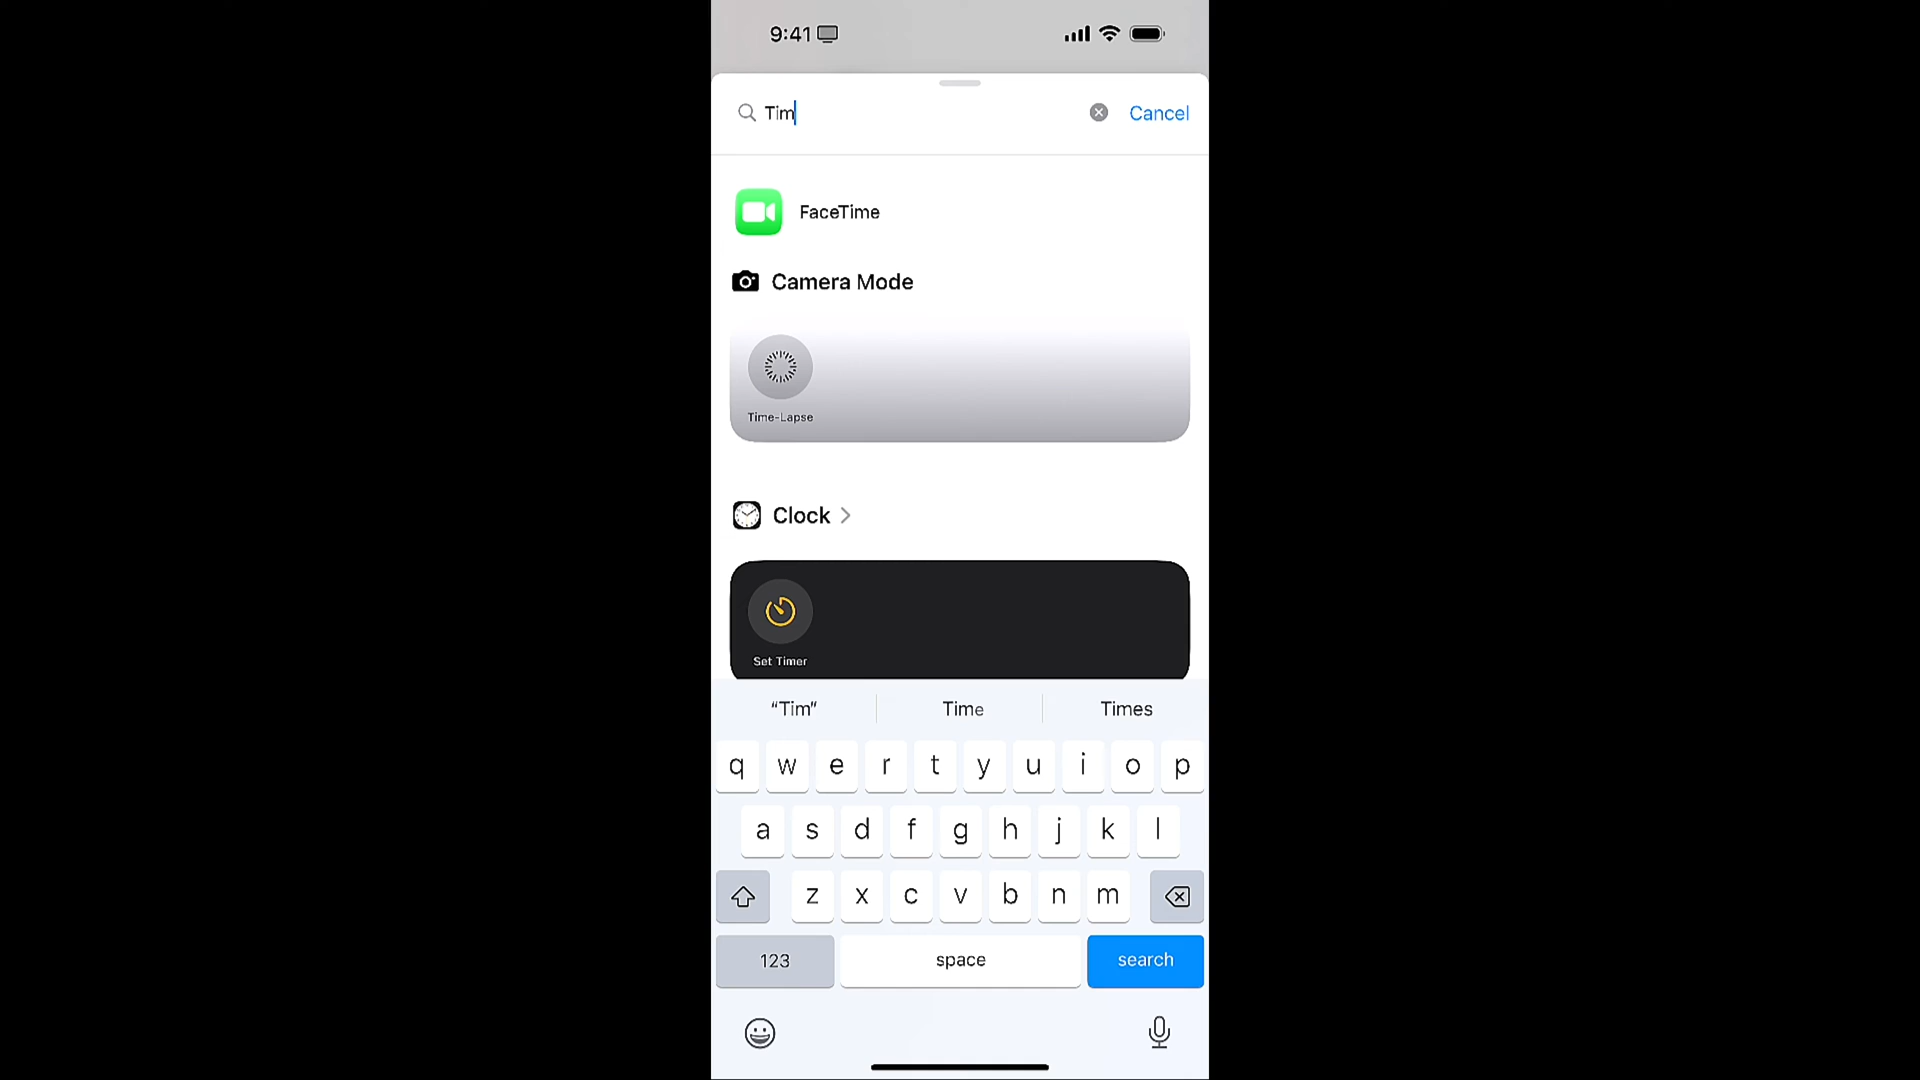 9:41
Tim
Cancel
FaceTime
Camera Mode
Time-Lapse
Clock
Set Timer
“Tim” Time Times
q w e r t y u i o p
a s d f g h j k l
z x c v b n m
123 space search